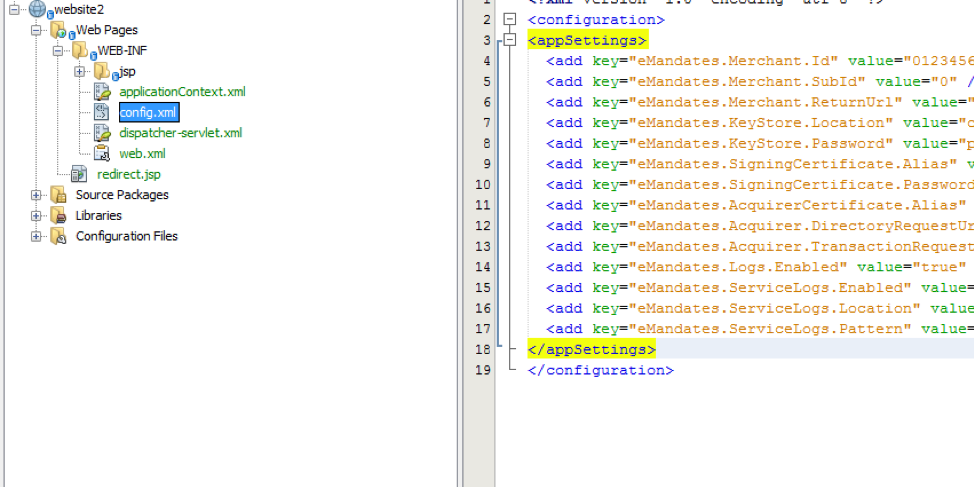 website2
Web Pages
WEB-INF
jsp
applicationContext.xml
config.xml
dispatcher-servlet.xml
web.xml
redirect.jsp
Source Packages
Libraries
Configuration Files
1
2 <configuration>
3 <appSettings>
4 <add key="eMandates.Merchant.Id" value="0123456
5 <add key="eMandates.Merchant.SubId" value="0" /
6 <add key="eMandates.Merchant.ReturnUrl" value="
7 <add key="eMandates.KeyStore.Location" value="c
8 <add key="eMandates.KeyStore.Password" value="p
9 <add key="eMandates.SigningCertificate.Alias" v
10 <add key="eMandates.SigningCertificate.Password
11 <add key="eMandates.AcquirerCertificate.Alias"
12 <add key="eMandates.Acquirer.DirectoryRequestUr
13 <add key="eMandates.Acquirer.TransactionRequest
14 <add key="eMandates.Logs.Enabled" value="true"
15 <add key="eMandates.ServiceLogs.Enabled" value=
16 <add key="eMandates.ServiceLogs.Location" value
17 <add key="eMandates.ServiceLogs.Pattern" value=
18 </appSettings>
19 </configuration>